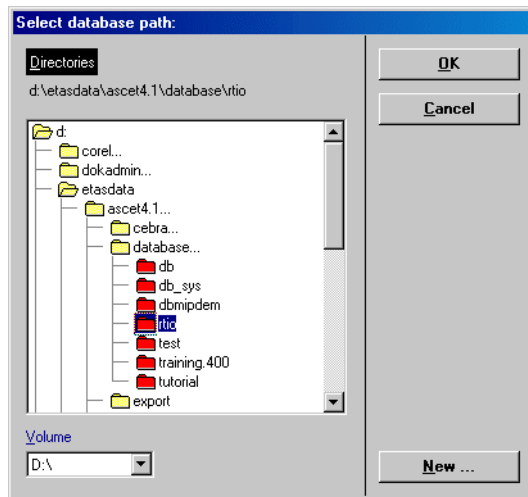 Select database path:
Directories
d:\etasdata\ascet4.1\database\rtio
d:
corel...
dokadmin...
etasdata
ascet4.1...
cebra...
database...
db
db_sys
dbmipdem
rtio
test
training.400
tutorial
export
Volume
D:\
OK
Cancel
New ...